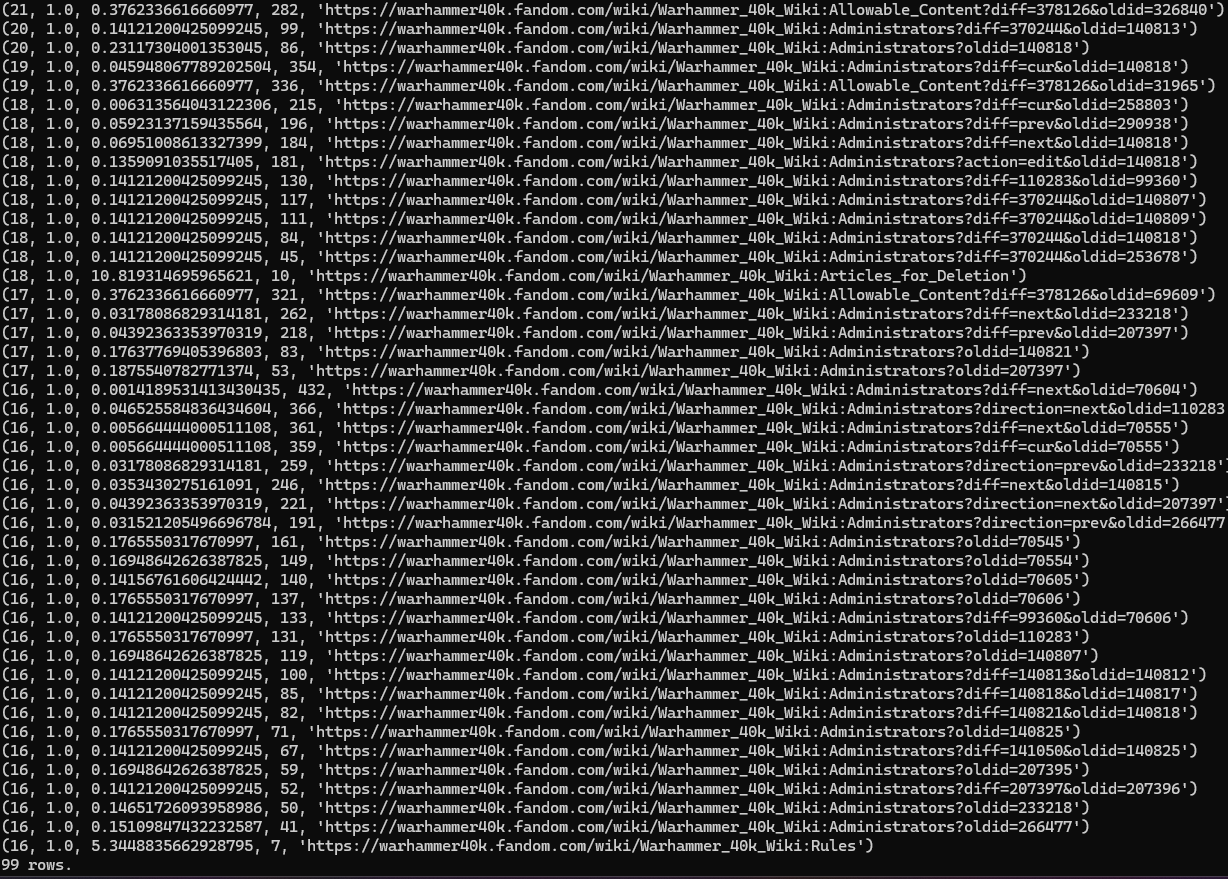 (21, 1.0, 0.3762336616660977, 282, 'https://warhammer40k.fandom.com/wiki/Warhammer_40k_Wiki:Allowable_Content?diff=378126&oldid=326840')
(20, 1.0, 0.14121200425099245, 99, 'https://warhammer40k.fandom.com/wiki/Warhammer_40k_Wiki:Administrators?diff=370244&oldid=140813')
(20, 1.0, 0.23117304001353045, 86, 'https://warhammer40k.fandom.com/wiki/Warhammer_40k_Wiki:Administrators?oldid=140818')
(19, 1.0, 0.045948067789202504, 354, 'https://warhammer40k.fandom.com/wiki/Warhammer_40k_Wiki:Administrators?diff=cur&oldid=140818')
(19, 1.0, 0.3762336616660977, 336, 'https://warhammer40k.fandom.com/wiki/Warhammer_40k_Wiki:Allowable_Content?diff=378126&oldid=31965')
(18, 1.0, 0.006313564043122306, 215, 'https://warhammer40k.fandom.com/wiki/Warhammer_40k_Wiki:Administrators?diff=cur&oldid=258803')
(18, 1.0, 0.05923137159435564, 196, 'https://warhammer40k.fandom.com/wiki/Warhammer_40k_Wiki:Administrators?diff=prev&oldid=290938')
(18, 1.0, 0.06951008613327399, 184, 'https://warhammer40k.fandom.com/wiki/Warhammer_40k_Wiki:Administrators?diff=next&oldid=140818')
(18, 1.0, 0.1359091035517405, 181, 'https://warhammer40k.fandom.com/wiki/Warhammer_40k_Wiki:Administrators?action=edit&oldid=140818')
(18, 1.0, 0.14121200425099245, 130, 'https://warhammer40k.fandom.com/wiki/Warhammer_40k_Wiki:Administrators?diff=110283&oldid=99360')
(18, 1.0, 0.14121200425099245, 117, 'https://warhammer40k.fandom.com/wiki/Warhammer_40k_Wiki:Administrators?diff=370244&oldid=140807')
(18, 1.0, 0.14121200425099245, 111, 'https://warhammer40k.fandom.com/wiki/Warhammer_40k_Wiki:Administrators?diff=370244&oldid=140809')
(18, 1.0, 0.14121200425099245, 84, 'https://warhammer40k.fandom.com/wiki/Warhammer_40k_Wiki:Administrators?diff=370244&oldid=140818')
(18, 1.0, 0.14121200425099245, 45, 'https://warhammer40k.fandom.com/wiki/Warhammer_40k_Wiki:Administrators?diff=370244&oldid=253678')
(18, 1.0, 10.819314695965621, 10, 'https://warhammer40k.fandom.com/wiki/Warhammer_40k_Wiki:Articles_for_Deletion')
(17, 1.0, 0.3762336616660977, 321, 'https://warhammer40k.fandom.com/wiki/Warhammer_40k_Wiki:Allowable_Content?diff=378126&oldid=69609')
(17, 1.0, 0.03178086829314181, 262, 'https://warhammer40k.fandom.com/wiki/Warhammer_40k_Wiki:Administrators?diff=next&oldid=233218')
(17, 1.0, 0.04392363353970319, 218, 'https://warhammer40k.fandom.com/wiki/Warhammer_40k_Wiki:Administrators?diff=prev&oldid=207397')
(17, 1.0, 0.17637769405396803, 83, 'https://warhammer40k.fandom.com/wiki/Warhammer_40k_Wiki:Administrators?oldid=140821')
(17, 1.0, 0.1875540782771374, 53, 'https://warhammer40k.fandom.com/wiki/Warhammer_40k_Wiki:Administrators?oldid=207397')
(16, 1.0, 0.0014189531413430435, 432, 'https://warhammer40k.fandom.com/wiki/Warhammer_40k_Wiki:Administrators?diff=next&oldid=70604')
(16, 1.0, 0.046525584836434604, 366, 'https://warhammer40k.fandom.com/wiki/Warhammer_40k_Wiki:Administrators?direction=next&oldid=110283
(16, 1.0, 0.0056644444000511108, 361, 'https://warhammer40k.fandom.com/wiki/Warhammer_40k_Wiki:Administrators?diff=next&oldid=70555')
(16, 1.0, 0.0056644444000511108, 359, 'https://warhammer40k.fandom.com/wiki/Warhammer_40k_Wiki:Administrators?diff=cur&oldid=70555')
(16, 1.0, 0.03178086829314181, 259, 'https://warhammer40k.fandom.com/wiki/Warhammer_40k_Wiki:Administrators?direction=prev&oldid=233218')
(16, 1.0, 0.0353430275161091, 246, 'https://warhammer40k.fandom.com/wiki/Warhammer_40k_Wiki:Administrators?diff=next&oldid=140815')
(16, 1.0, 0.04392363353970319, 221, 'https://warhammer40k.fandom.com/wiki/Warhammer_40k_Wiki:Administrators?direction=next&oldid=207397')
(16, 1.0, 0.031521205496696784, 191, 'https://warhammer40k.fandom.com/wiki/Warhammer_40k_Wiki:Administrators?direction=prev&oldid=266477
(16, 1.0, 0.1765550317670997, 161, 'https://warhammer40k.fandom.com/wiki/Warhammer_40k_Wiki:Administrators?oldid=70545')
(16, 1.0, 0.16948642626387825, 149, 'https://warhammer40k.fandom.com/wiki/Warhammer_40k_Wiki:Administrators?oldid=70554')
(16, 1.0, 0.14156761606424442, 140, 'https://warhammer40k.fandom.com/wiki/Warhammer_40k_Wiki:Administrators?oldid=70605')
(16, 1.0, 0.1765550317670997, 137, 'https://warhammer40k.fandom.com/wiki/Warhammer_40k_Wiki:Administrators?oldid=70606')
(16, 1.0, 0.14121200425099245, 133, 'https://warhammer40k.fandom.com/wiki/Warhammer_40k_Wiki:Administrators?diff=99360&oldid=70606')
(16, 1.0, 0.1765550317670997, 131, 'https://warhammer40k.fandom.com/wiki/Warhammer_40k_Wiki:Administrators?oldid=110283')
(16, 1.0, 0.16948642626387825, 119, 'https://warhammer40k.fandom.com/wiki/Warhammer_40k_Wiki:Administrators?oldid=140807')
(16, 1.0, 0.14121200425099245, 100, 'https://warhammer40k.fandom.com/wiki/Warhammer_40k_Wiki:Administrators?diff=140813&oldid=140812')
(16, 1.0, 0.14121200425099245, 85, 'https://warhammer40k.fandom.com/wiki/Warhammer_40k_Wiki:Administrators?diff=140818&oldid=140817')
(16, 1.0, 0.14121200425099245, 82, 'https://warhammer40k.fandom.com/wiki/Warhammer_40k_Wiki:Administrators?diff=140821&oldid=140818')
(16, 1.0, 0.1765550317670997, 71, 'https://warhammer40k.fandom.com/wiki/Warhammer_40k_Wiki:Administrators?oldid=140825')
(16, 1.0, 0.14121200425099245, 67, 'https://warhammer40k.fandom.com/wiki/Warhammer_40k_Wiki:Administrators?diff=141050&oldid=140825')
(16, 1.0, 0.16948642626387825, 59, 'https://warhammer40k.fandom.com/wiki/Warhammer_40k_Wiki:Administrators?oldid=207395')
(16, 1.0, 0.14121200425099245, 52, 'https://warhammer40k.fandom.com/wiki/Warhammer_40k_Wiki:Administrators?diff=207397&oldid=207396')
(16, 1.0, 0.14651726093958986, 50, 'https://warhammer40k.fandom.com/wiki/Warhammer_40k_Wiki:Administrators?oldid=233218')
(16, 1.0, 0.15109847432232587, 41, 'https://warhammer40k.fandom.com/wiki/Warhammer_40k_Wiki:Administrators?oldid=266477')
(16, 1.0, 5.3448835662928795, 7, 'https://warhammer40k.fandom.com/wiki/Warhammer_40k_Wiki:Rules')
99 rows.